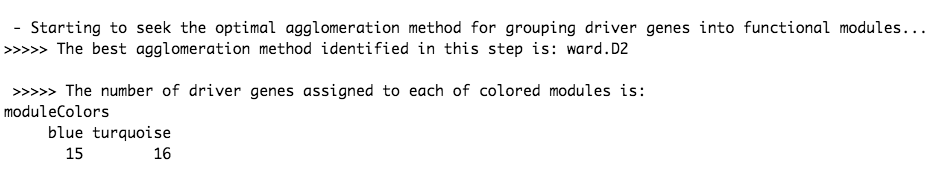 - Starting to seek the optimal agglomeration method for grouping driver genes into functional modules...
>>>>> The best agglomeration method identified in this step is: ward.D2
>>>>> The number of driver genes assigned to each of colored modules is:
moduleColors
blue turquoise
15 16